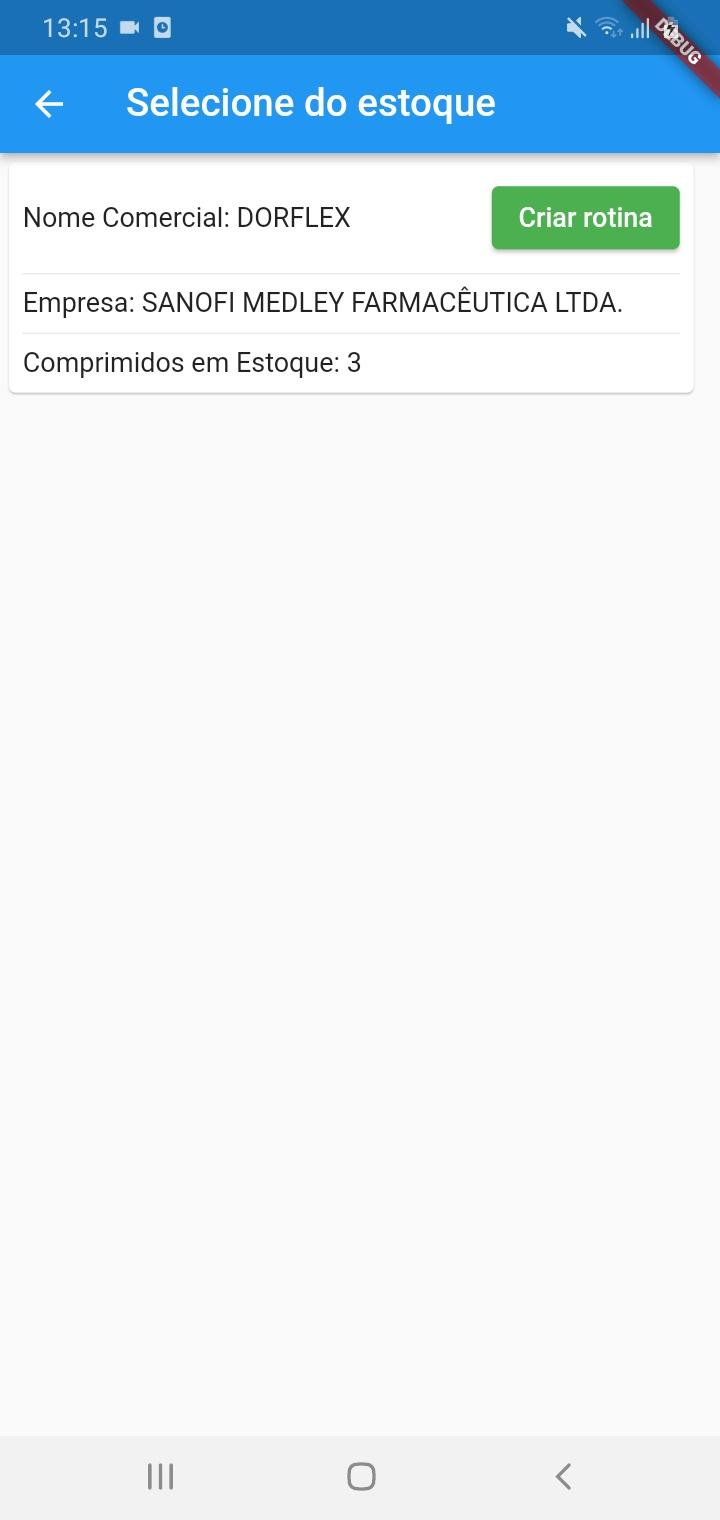 13:15
DEBUG
Selecione do estoque
Nome Comercial: DORFLEX
Criar rotina
Empresa: SANOFI MEDLEY FARMACÊUTICA LTDA.
Comprimidos em Estoque: 3